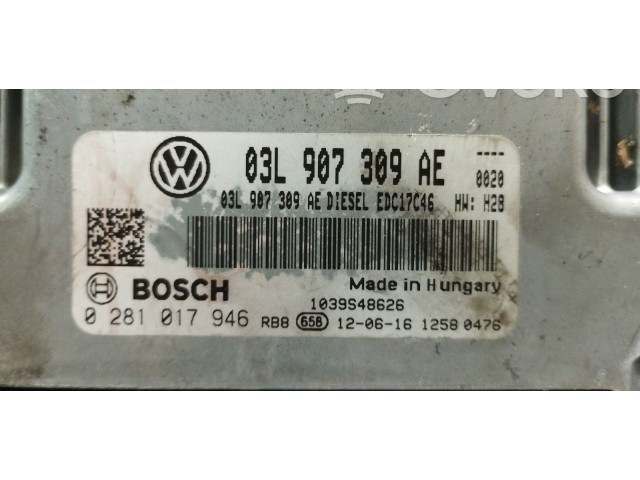 03L 907 309 AE ----
0020
03L 907 309 AE DIESEL EDC17C46 HW: H28
BOSCH
Made in Hungary
1039S48626
0 281 017 946 RB8 658 12-06-16 1258 0476